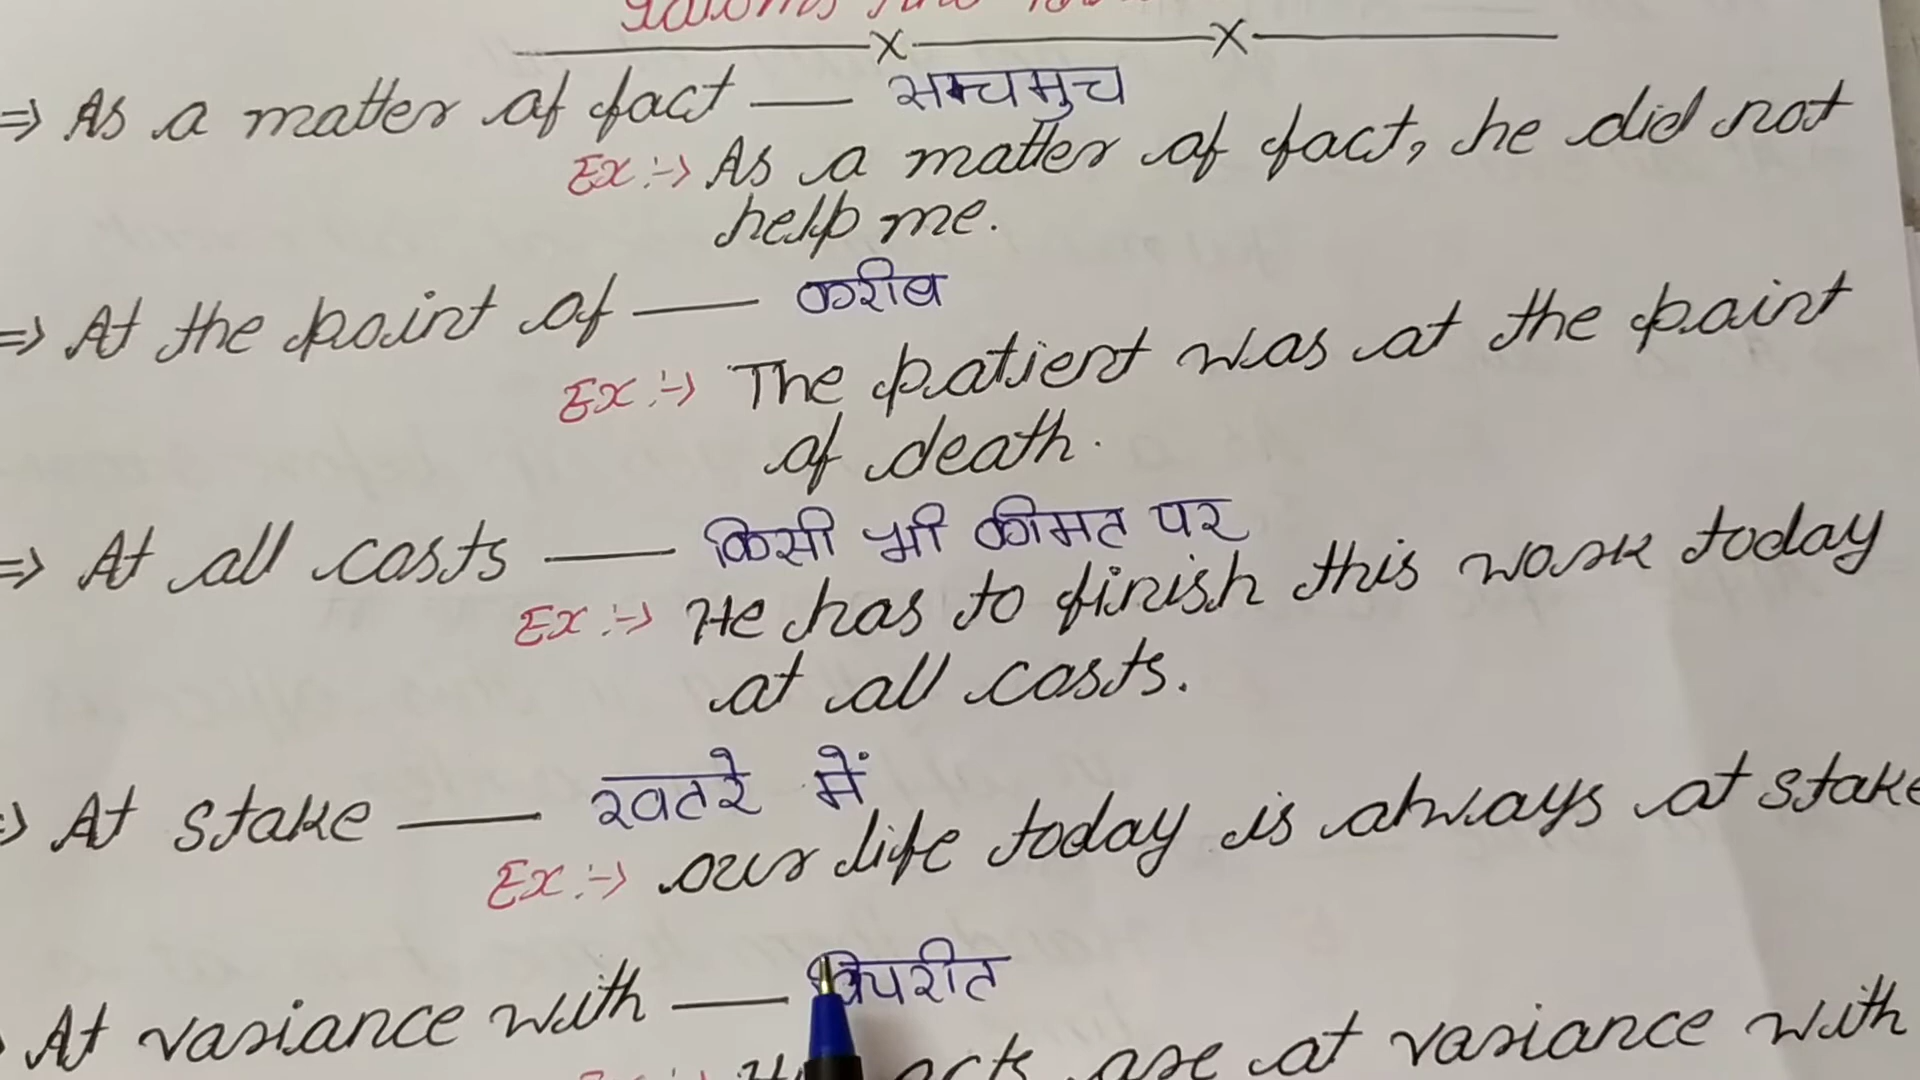 Idioms And
⇒ As a matter of fact — सचमुच
Ex :-> As a matter of fact, he did not
help me.
⇒ At the point of — करीब
Ex :-> The patient was at the point
of death.
⇒ At all costs — किसी भी कीमत पर
Ex :-> He has to finish this work today
at all costs.
⇒ At stake — खतरे में
Ex :-> our life today is always at stake
At variance with — विपरीत
are at variance with